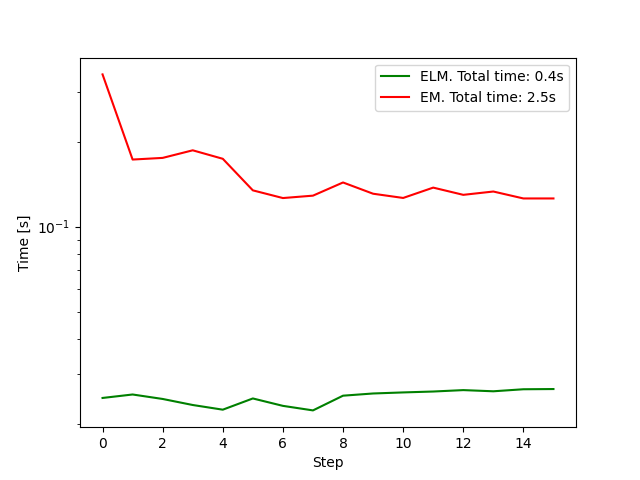 ELM. Total time: 0.4s
EM. Total time: 2.5s
Time [s]
10⁻¹
0 2 4 6 8 10 12 14
Step